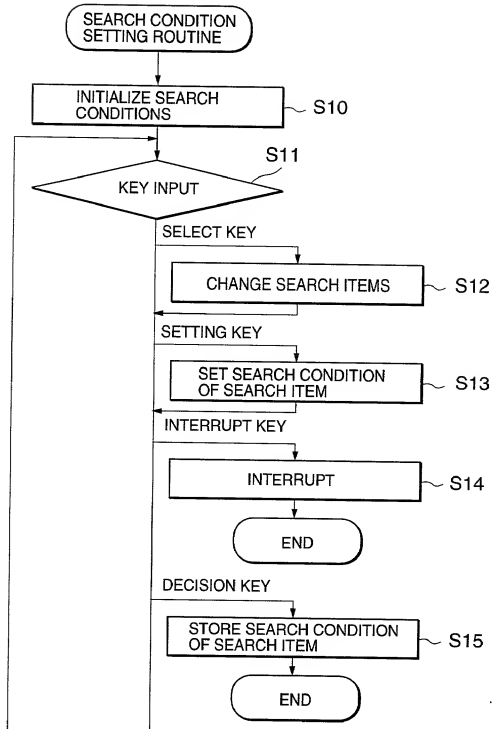 SEARCH CONDITION
SETTING ROUTINE
INITIALIZE SEARCH
CONDITIONS
S10
S11
KEY INPUT
SELECT KEY
CHANGE SEARCH ITEMS
S12
SETTING KEY
SET SEARCH CONDITION
OF SEARCH ITEM
S13
INTERRUPT KEY
INTERRUPT
S14
END
DECISION KEY
STORE SEARCH CONDITION
OF SEARCH ITEM
S15
END